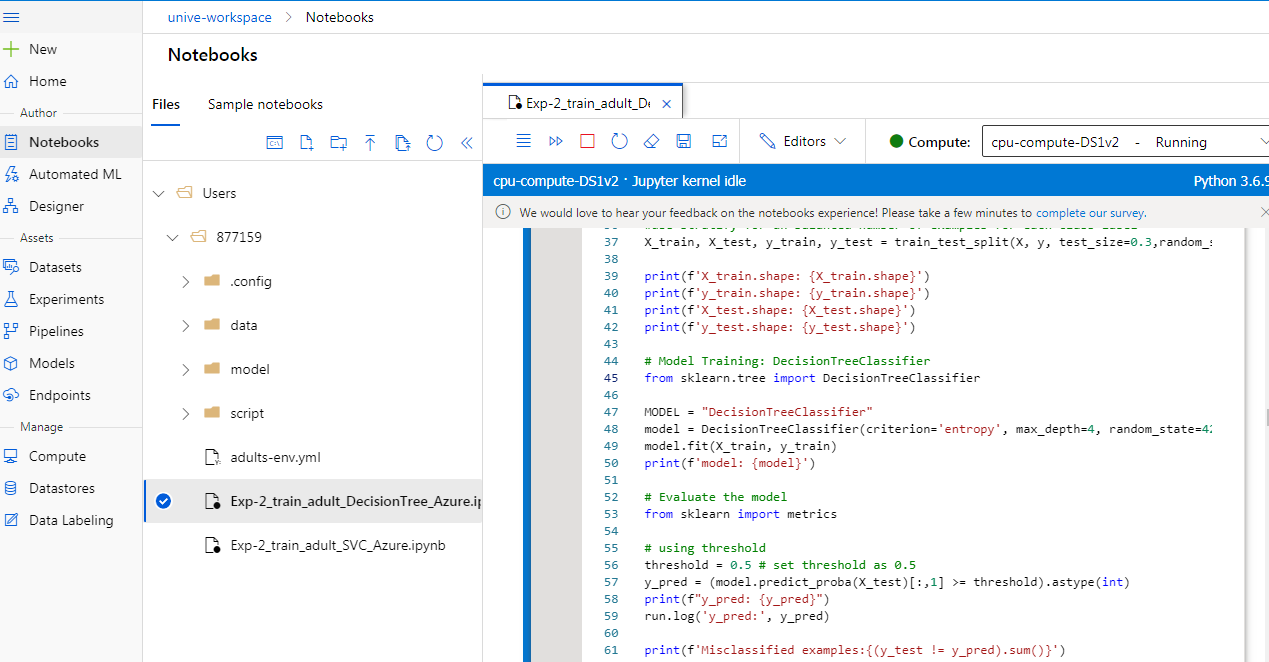 unive-workspace > Notebooks
New
Home
Author
Notebooks
Automated ML
Designer
Assets
Datasets
Experiments
Pipelines
Models
Endpoints
Manage
Compute
Datastores
Data Labeling
Notebooks
Files Sample notebooks
Users
877159
.config
data
model
script
adults-env.yml
Exp-2_train_adult_DecisionTree_Azure.ip
Exp-2_train_adult_SVC_Azure.ipynb
Exp-2_train_adult_De ×
Editors Compute: cpu-compute-DS1v2 - Running
cpu-compute-DS1v2 · Jupyter kernel idle Python 3.6.9
We would love to hear your feedback on the notebooks experience! Please take a few minutes to complete our survey.
37 X_train, X_test, y_train, y_test = train_test_split(X, y, test_size=0.3,random_s
38
39 print(f'X_train.shape: {X_train.shape}')
40 print(f'y_train.shape: {y_train.shape}')
41 print(f'X_test.shape: {X_test.shape}')
42 print(f'y_test.shape: {y_test.shape}')
43
44 # Model Training: DecisionTreeClassifier
45 from sklearn.tree import DecisionTreeClassifier
46
47 MODEL = "DecisionTreeClassifier"
48 model = DecisionTreeClassifier(criterion='entropy', max_depth=4, random_state=42
49 model.fit(X_train, y_train)
50 print(f'model: {model}')
51
52 # Evaluate the model
53 from sklearn import metrics
54
55 # using threshold
56 threshold = 0.5 # set threshold as 0.5
57 y_pred = (model.predict_proba(X_test)[:,1] >= threshold).astype(int)
58 print(f"y_pred: {y_pred}")
59 run.log('y_pred:', y_pred)
60
61 print(f'Misclassified examples:{(y_test != y_pred).sum()}')